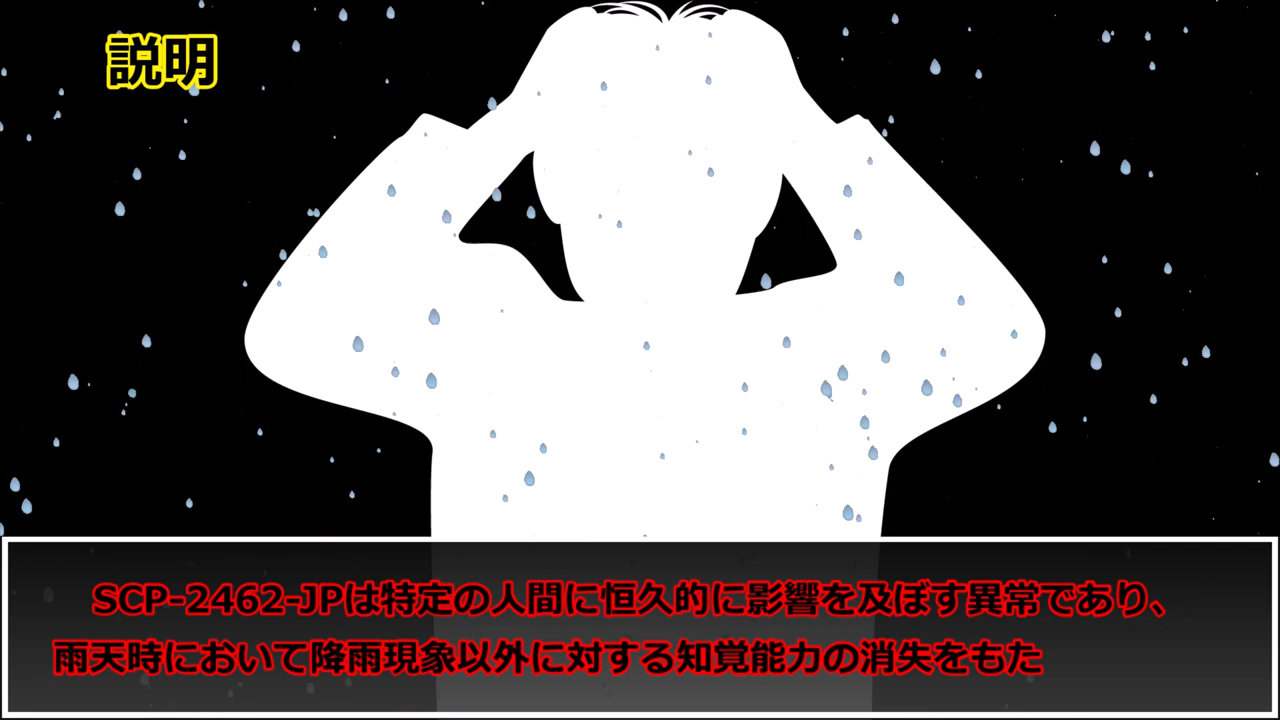 説明
SCP-2462-JPは特定の人間に恒久的に影響を及ぼす異常であり、
雨天時において降雨現象以外に対する知覚能力の消失をもた